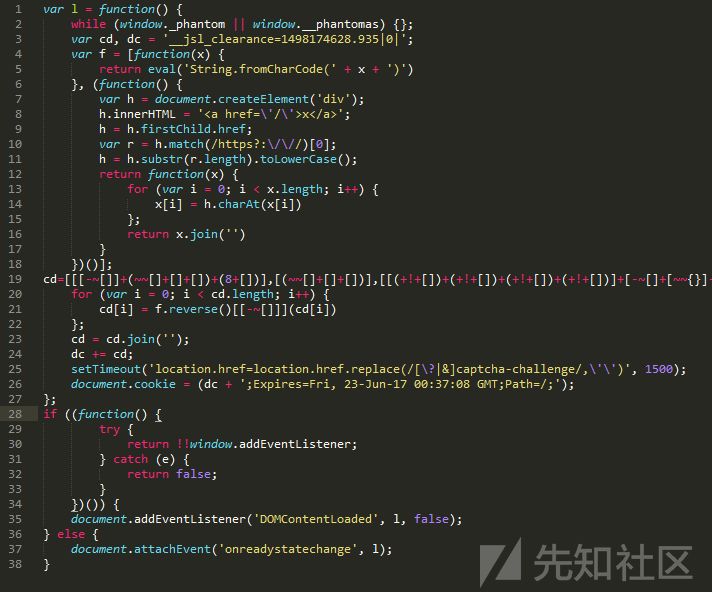 1 var l = function() {
2     while (window._phantom || window.__phantomas) {};
3     var cd, dc = '__jsl_clearance=1498174628.935|0|';
4     var f = [function(x) {
5         return eval('String.fromCharCode(' + x + ')')
6     }, (function() {
7         var h = document.createElement('div');
8         h.innerHTML = '<a href=\'/\'>x</a>';
9         h = h.firstChild.href;
10         var r = h.match(/https?:\/\//)[0];
11         h = h.substr(r.length).toLowerCase();
12         return function(x) {
13             for (var i = 0; i < x.length; i++) {
14                 x[i] = h.charAt(x[i])
15             };
16             return x.join('')
17         }
18     })()];
19 cd=[[[-~[]]+(~~[]+[]+[])+(8+[])],[(~~[]+[]+[])],[[(+!+[])+(+!+[])+(+!+[])+(+!+[])]+[-~[]+[~~{}]-
20     for (var i = 0; i < cd.length; i++) {
21         cd[i] = f.reverse()[[-~[]]](cd[i])
22     };
23     cd = cd.join('');
24     dc += cd;
25     setTimeout('location.href=location.href.replace(/[\?|&]captcha-challenge/,\'\')', 1500);
26     document.cookie = (dc + ';Expires=Fri, 23-Jun-17 00:37:08 GMT;Path=/;');
27 };
28 if ((function() {
29         try {
30             return !!window.addEventListener;
31         } catch (e) {
32             return false;
33         }
34     })()) {
35     document.addEventListener('DOMContentLoaded', l, false);
36 } else {
37     document.attachEvent('onreadystatechange', l);
38 }
先知社区